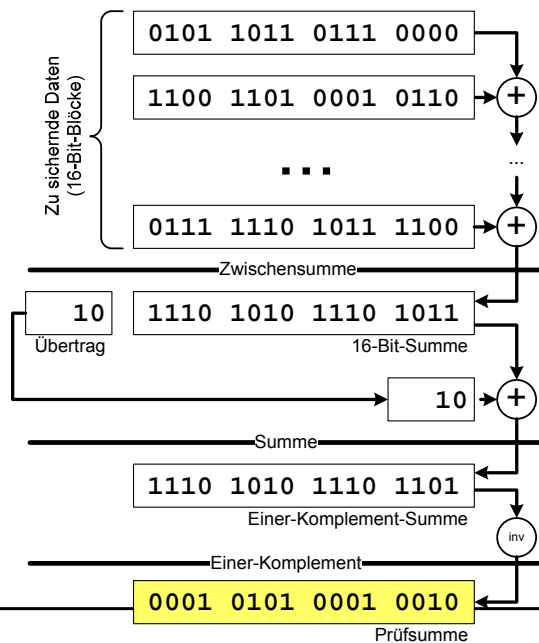 Zu sichernde Daten
(16-Bit-Blöcke)
0101 1011 0111 0000
1100 1101 0001 0110
+
...
...
0111 1110 1011 1100
+
Zwischensumme
10
1110 1010 1110 1011
Übertrag
16-Bit-Summe
10
+
Summe
1110 1010 1110 1101
Einer-Komplement-Summe
inv
Einer-Komplement
0001 0101 0001 0010
Prüfsumme